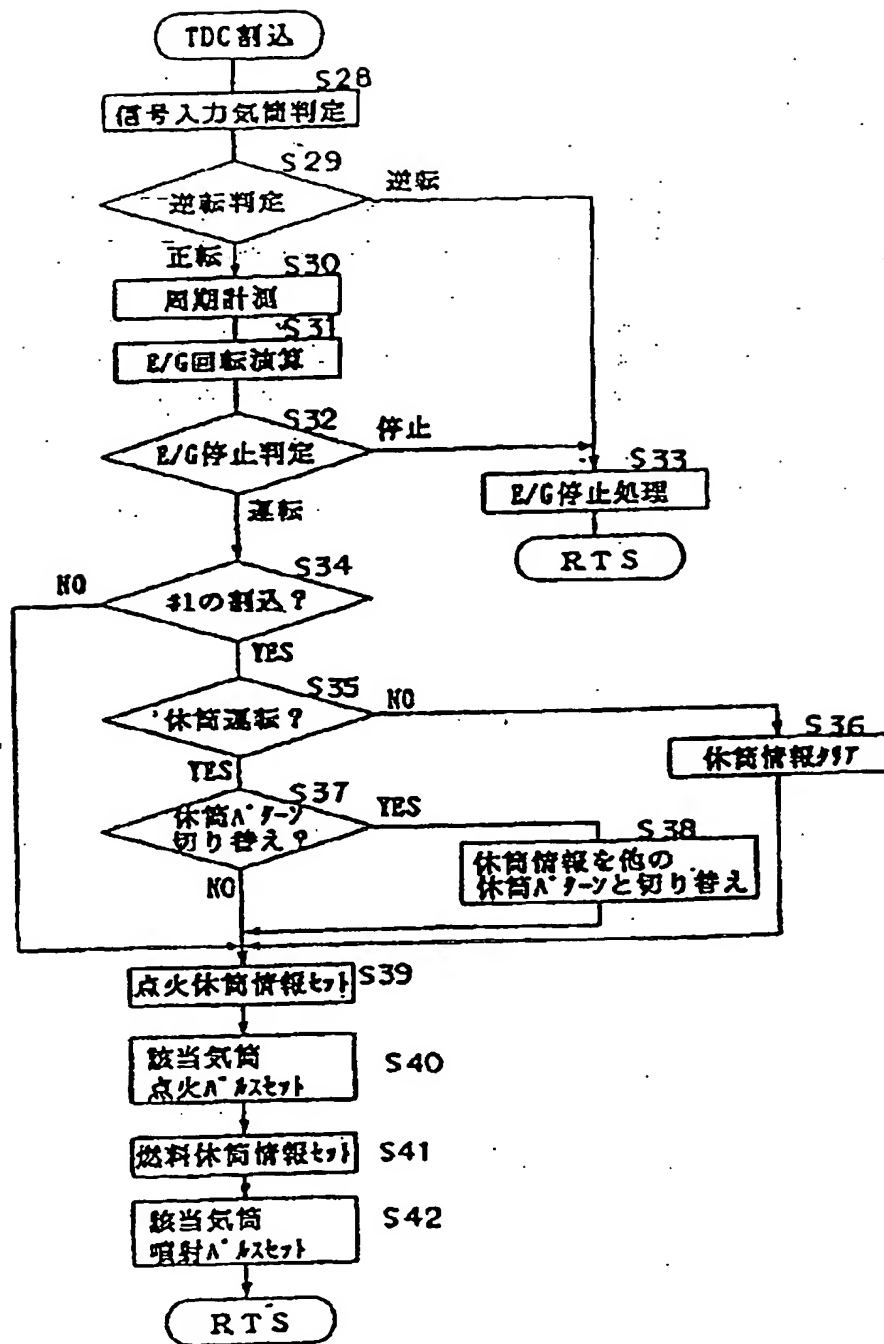 TDC割込
S28
信号入力気筒判定
S29
逆転判定
逆転
正転
S30
周期計測
S31
E/G回転演算
S32
E/G停止判定
停止
S33
E/G停止処理
運転
RTS
S34
NO
#1の割込?
YES
S35
休筒運転?
NO
S36
休筒情報クリア
YES
S37
休筒パターン
切り替え?
YES
S38
休筒情報を他の
休筒パターンと切り替え
NO
点火休筒情報セット
S39
該当気筒
点火パルスセット
S40
燃料休筒情報セット
S41
該当気筒
噴射パルスセット
S42
RTS